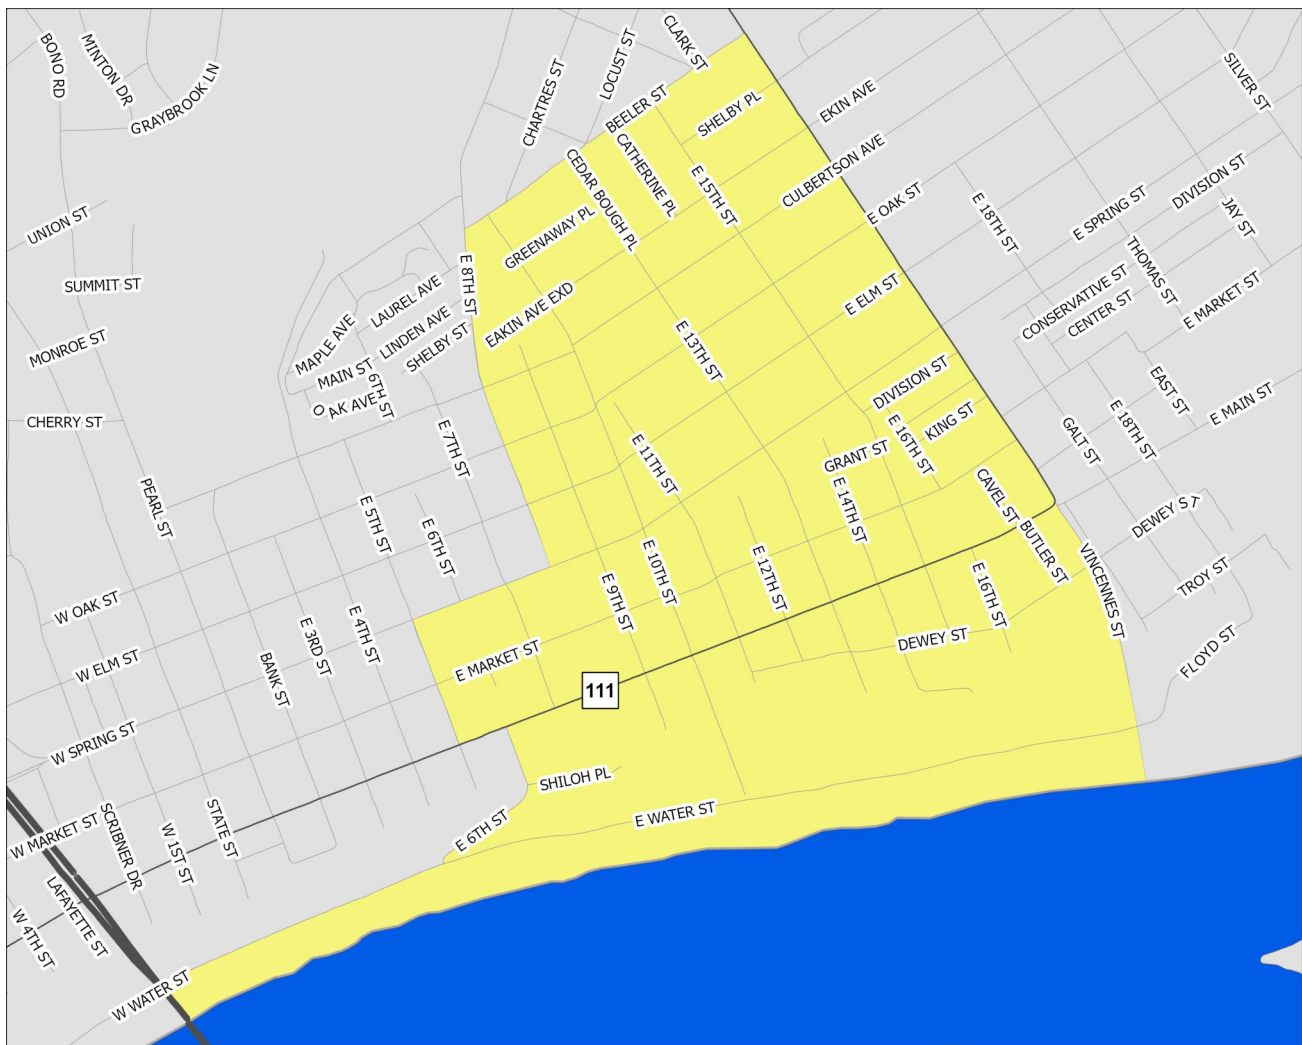 BONO RD
MINTON DR
GRAYBROOK LN
CHARTRES ST
LOCUST ST
CLARK ST
BEELER ST
SHELBY PL
EKIN AVE
SILVER ST
CEDAR BOUGH PL
CATHERINE PL
E 15TH ST
CULBERTSON AVE
E OAK ST
E 18TH ST
E SPRING ST
DIVISION ST
JAY ST
UNION ST
GREENAWAY PL
THOMAS ST
SUMMIT ST
LAUREL AVE
E 8TH ST
EAKIN AVE EXD
E ELM ST
CONSERVATIVE ST
CENTER ST
E MARKET ST
MONROE ST
MAPLE AVE
LINDEN AVE
SHELBY ST
E 13TH ST
MAIN ST
6TH ST
OAK AVE
DIVISION ST
EAST ST
E MAIN ST
CHERRY ST
E 7TH ST
E 11TH ST
GRANT ST
E 16TH ST
KING ST
GALT ST
E 18TH ST
PEARL ST
E 5TH ST
E 6TH ST
E 14TH ST
CAVEL ST
BUTLER ST
DEWEY ST
W OAK ST
E 9TH ST
E 10TH ST
E 12TH ST
E 16TH ST
VINCENNES ST
TROY ST
W ELM ST
BANK ST
E 3RD ST
E 4TH ST
E MARKET ST
DEWEY ST
FLOYD ST
111
W SPRING ST
SHILOH PL
W MARKET ST
SCRIBNER DR
W 1ST ST
STATE ST
E 6TH ST
E WATER ST
W 4TH ST
LAFAYETTE ST
W WATER ST